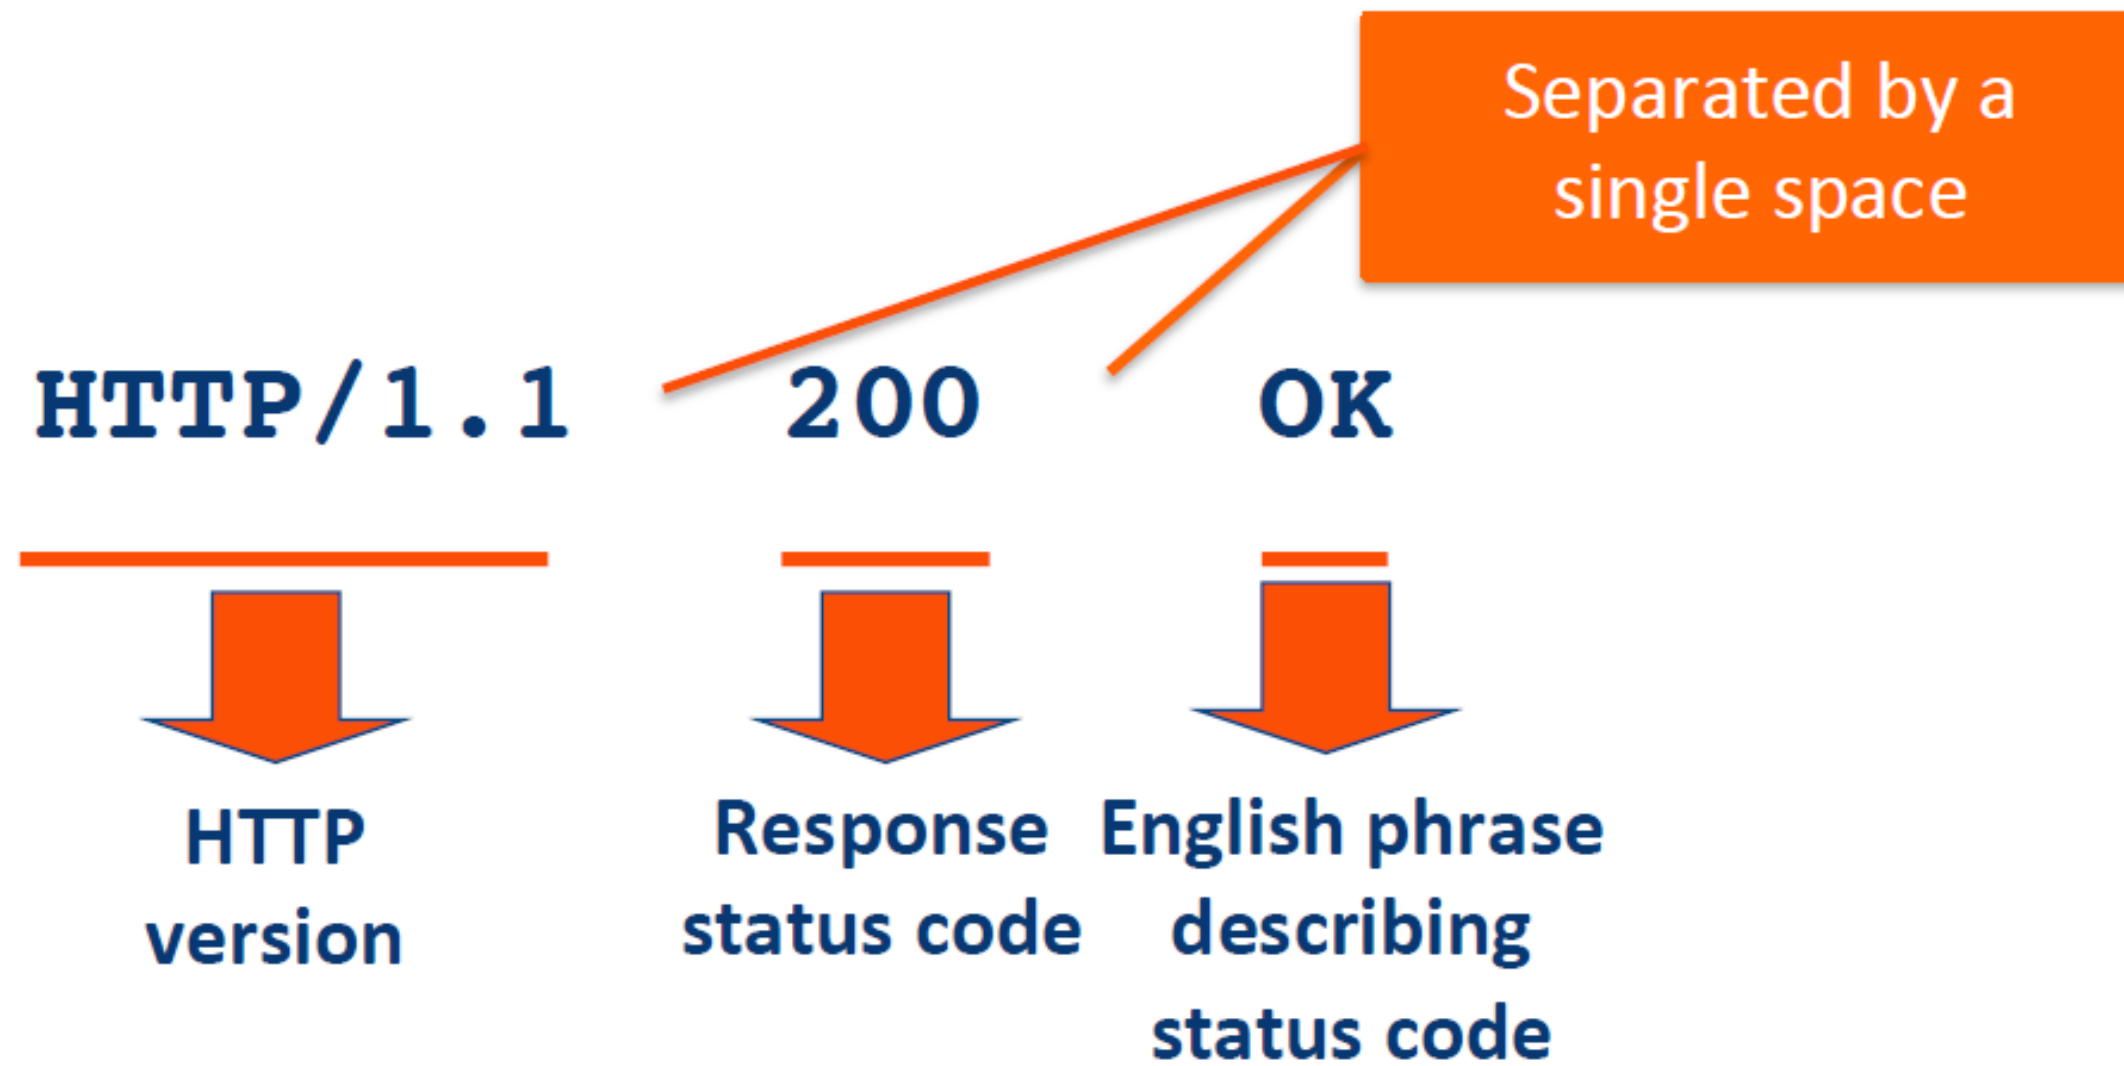 Separated by a
single space
HTTP/1.1 200 OK
HTTP
version
Response
status code
English phrase
describing
status code